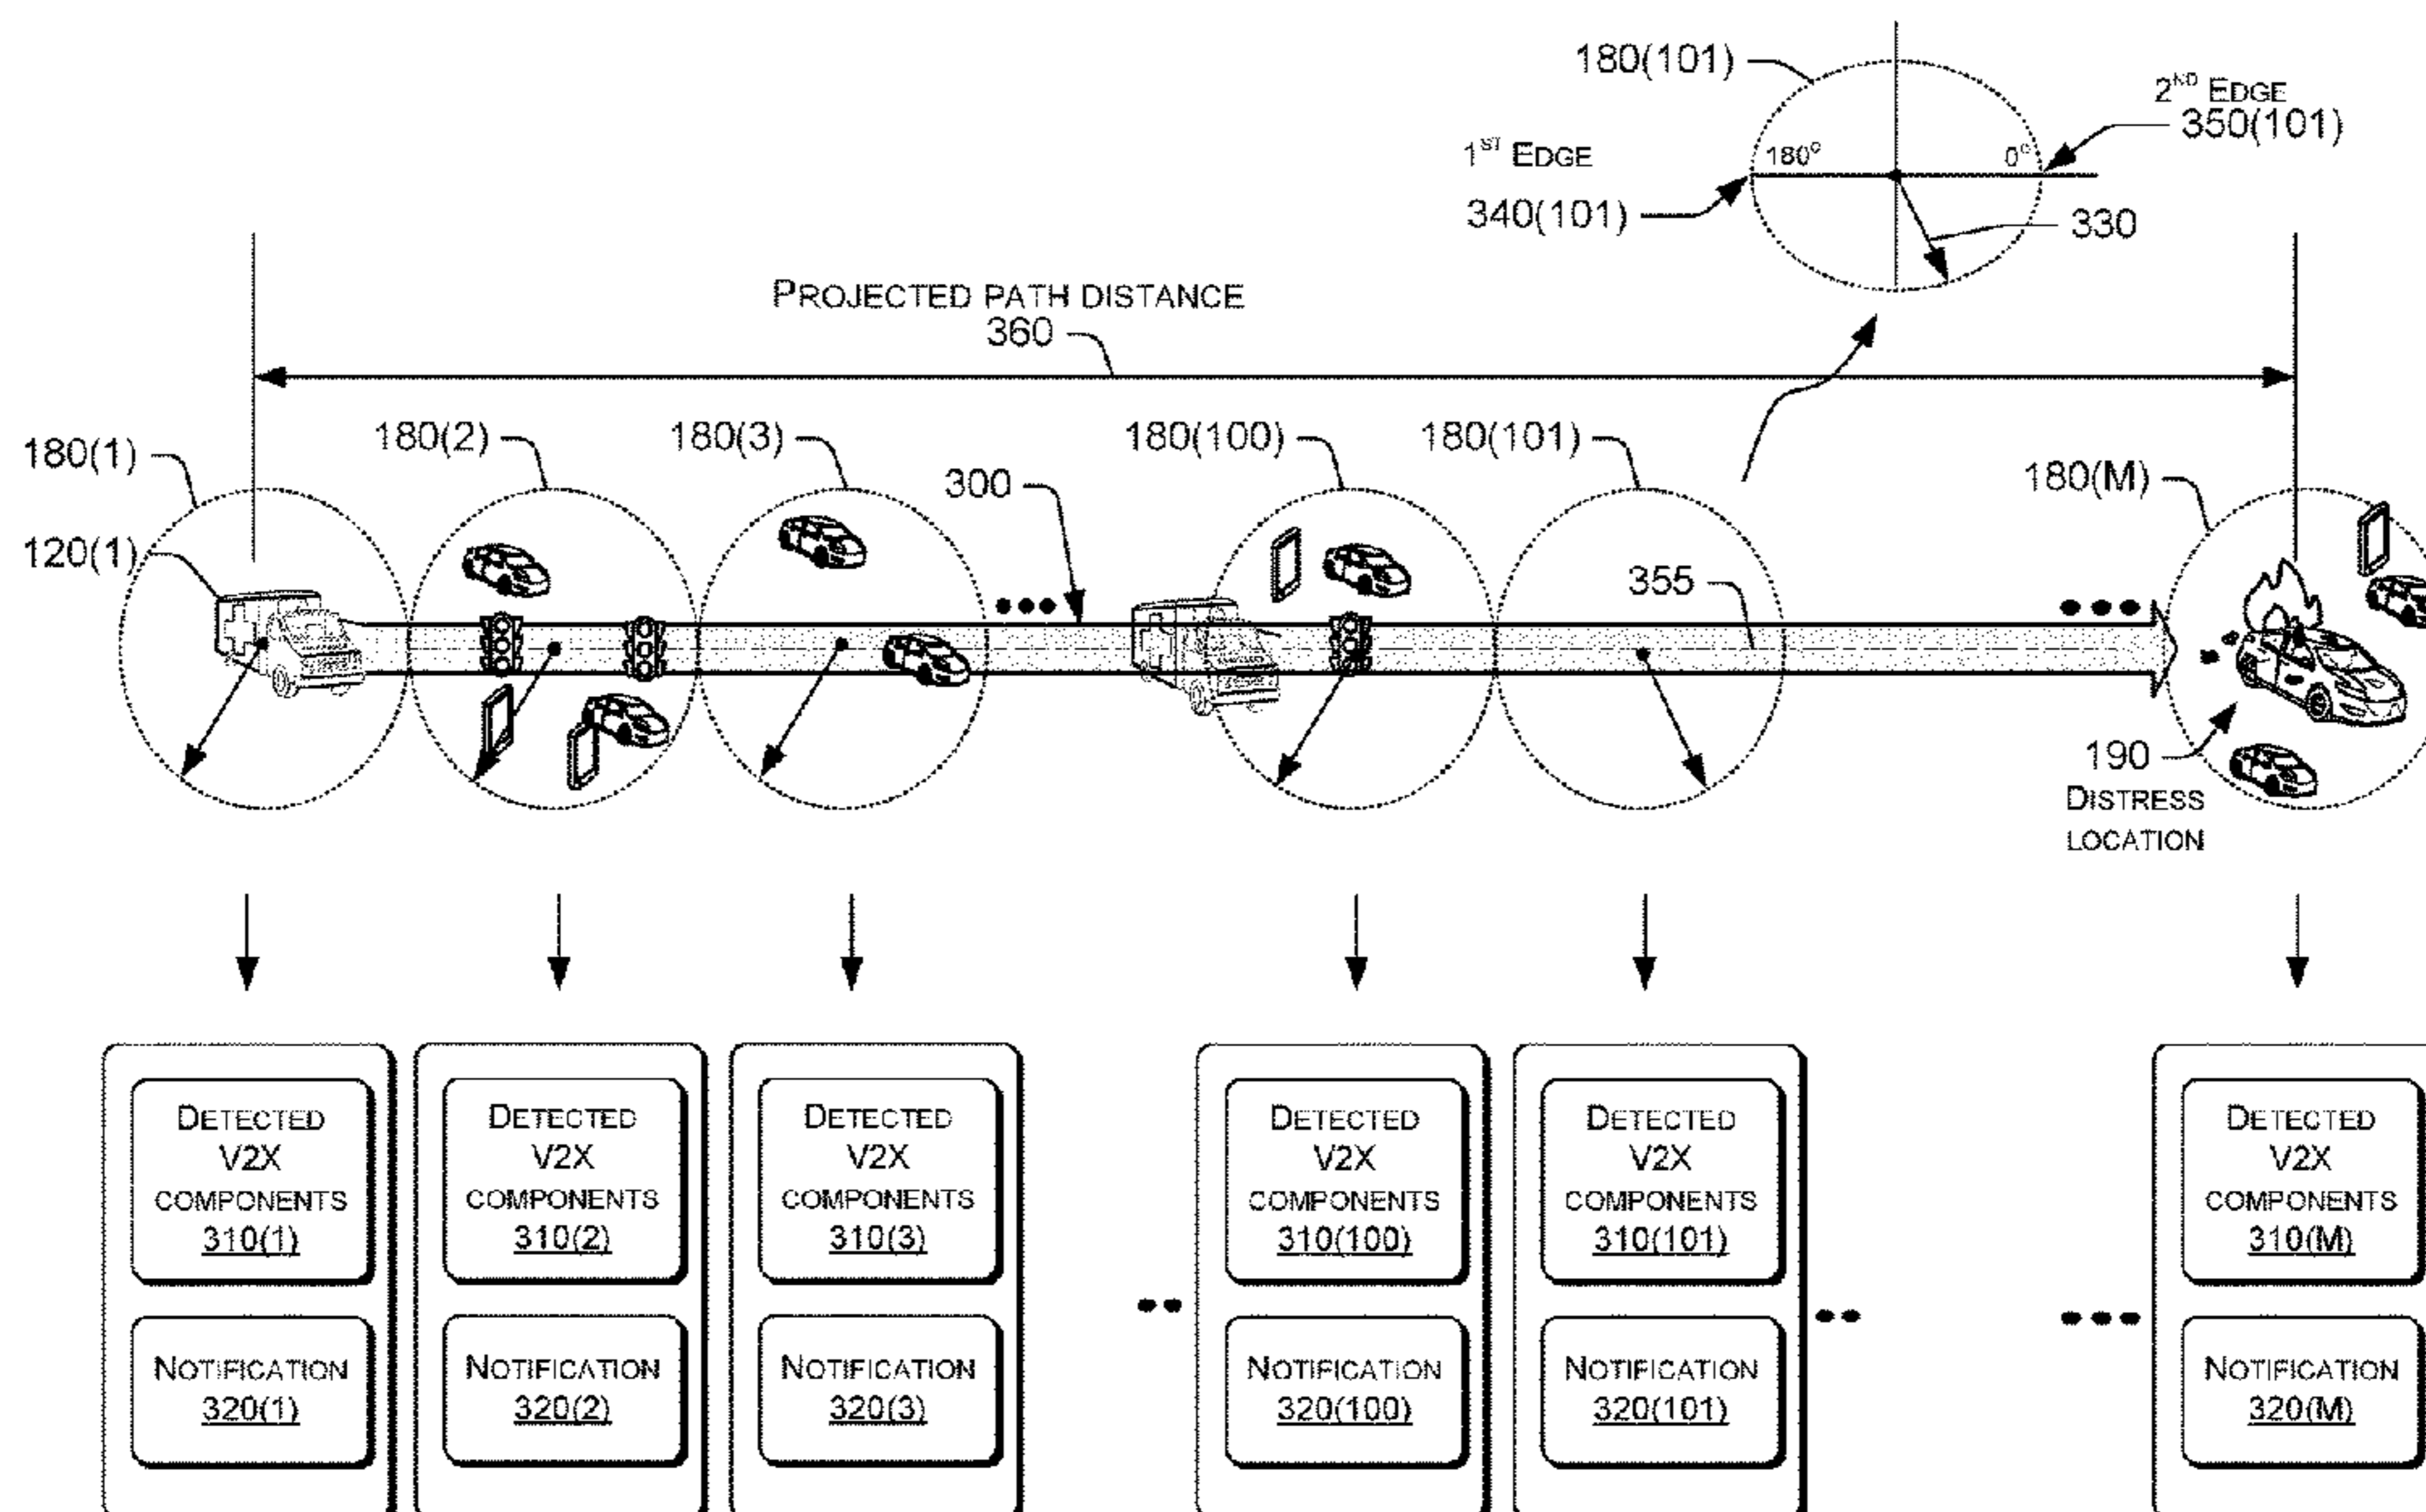 180(101)
2ND EDGE
350(101)
1ST EDGE
180°
0°
340(101)
330
PROJECTED PATH DISTANCE
360
180(1)
180(2)
180(3)
300
180(100)
180(101)
180(M)
120(1)
355
190
DISTRESS
LOCATION
DETECTED
V2X
COMPONENTS
310(1)
NOTIFICATION
320(1)
DETECTED
V2X
COMPONENTS
310(2)
NOTIFICATION
320(2)
DETECTED
V2X
COMPONENTS
310(3)
NOTIFICATION
320(3)
DETECTED
V2X
COMPONENTS
310(100)
NOTIFICATION
320(100)
DETECTED
V2X
COMPONENTS
310(101)
NOTIFICATION
320(101)
DETECTED
V2X
COMPONENTS
310(M)
NOTIFICATION
320(M)